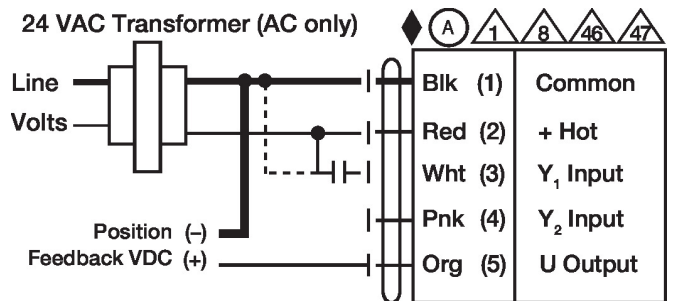 24 VAC Transformer (AC only)
A 1 8 46 47
Line
Volts
Blk (1) Common
Red (2) + Hot
Wht (3) Y1 Input
Pnk (4) Y2 Input
Org (5) U Output
Position (–)
Feedback VDC (+)